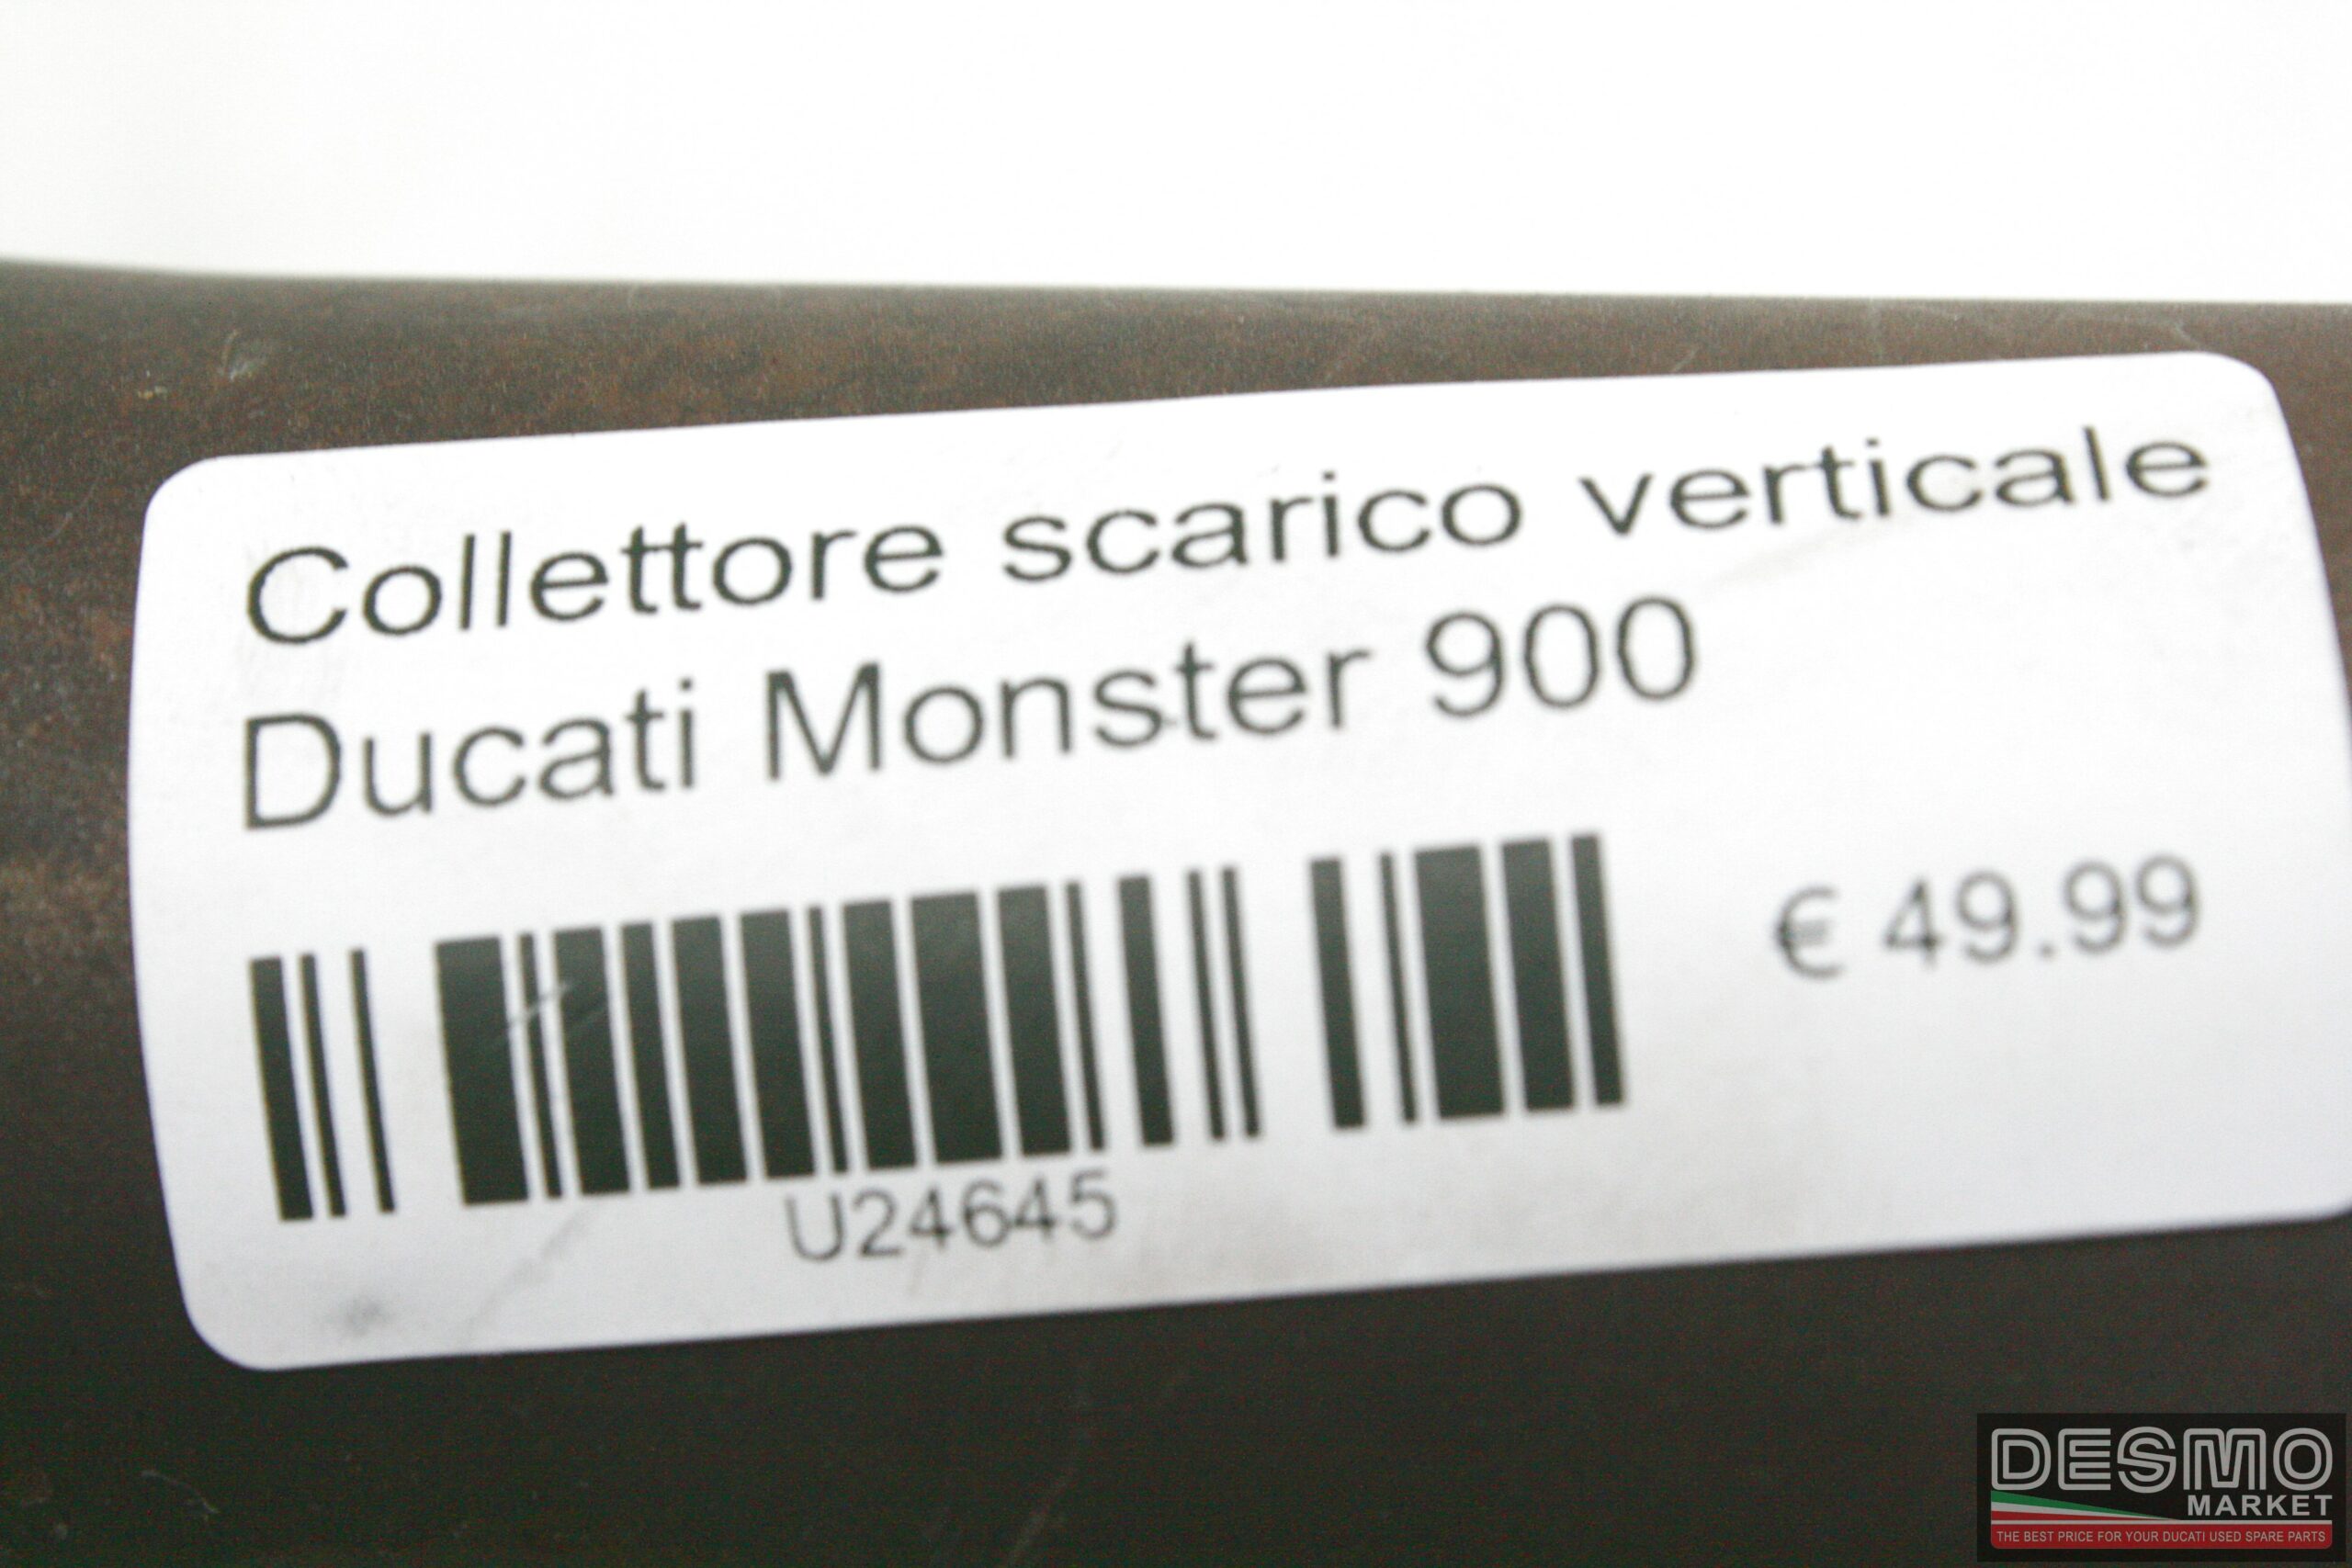 Collettore scarico verticale
Ducati Monster 900
€ 49.99
U24645
DESMO
MARKET
THE BEST PRICE FOR YOUR DUCATI USED SPARE PARTS